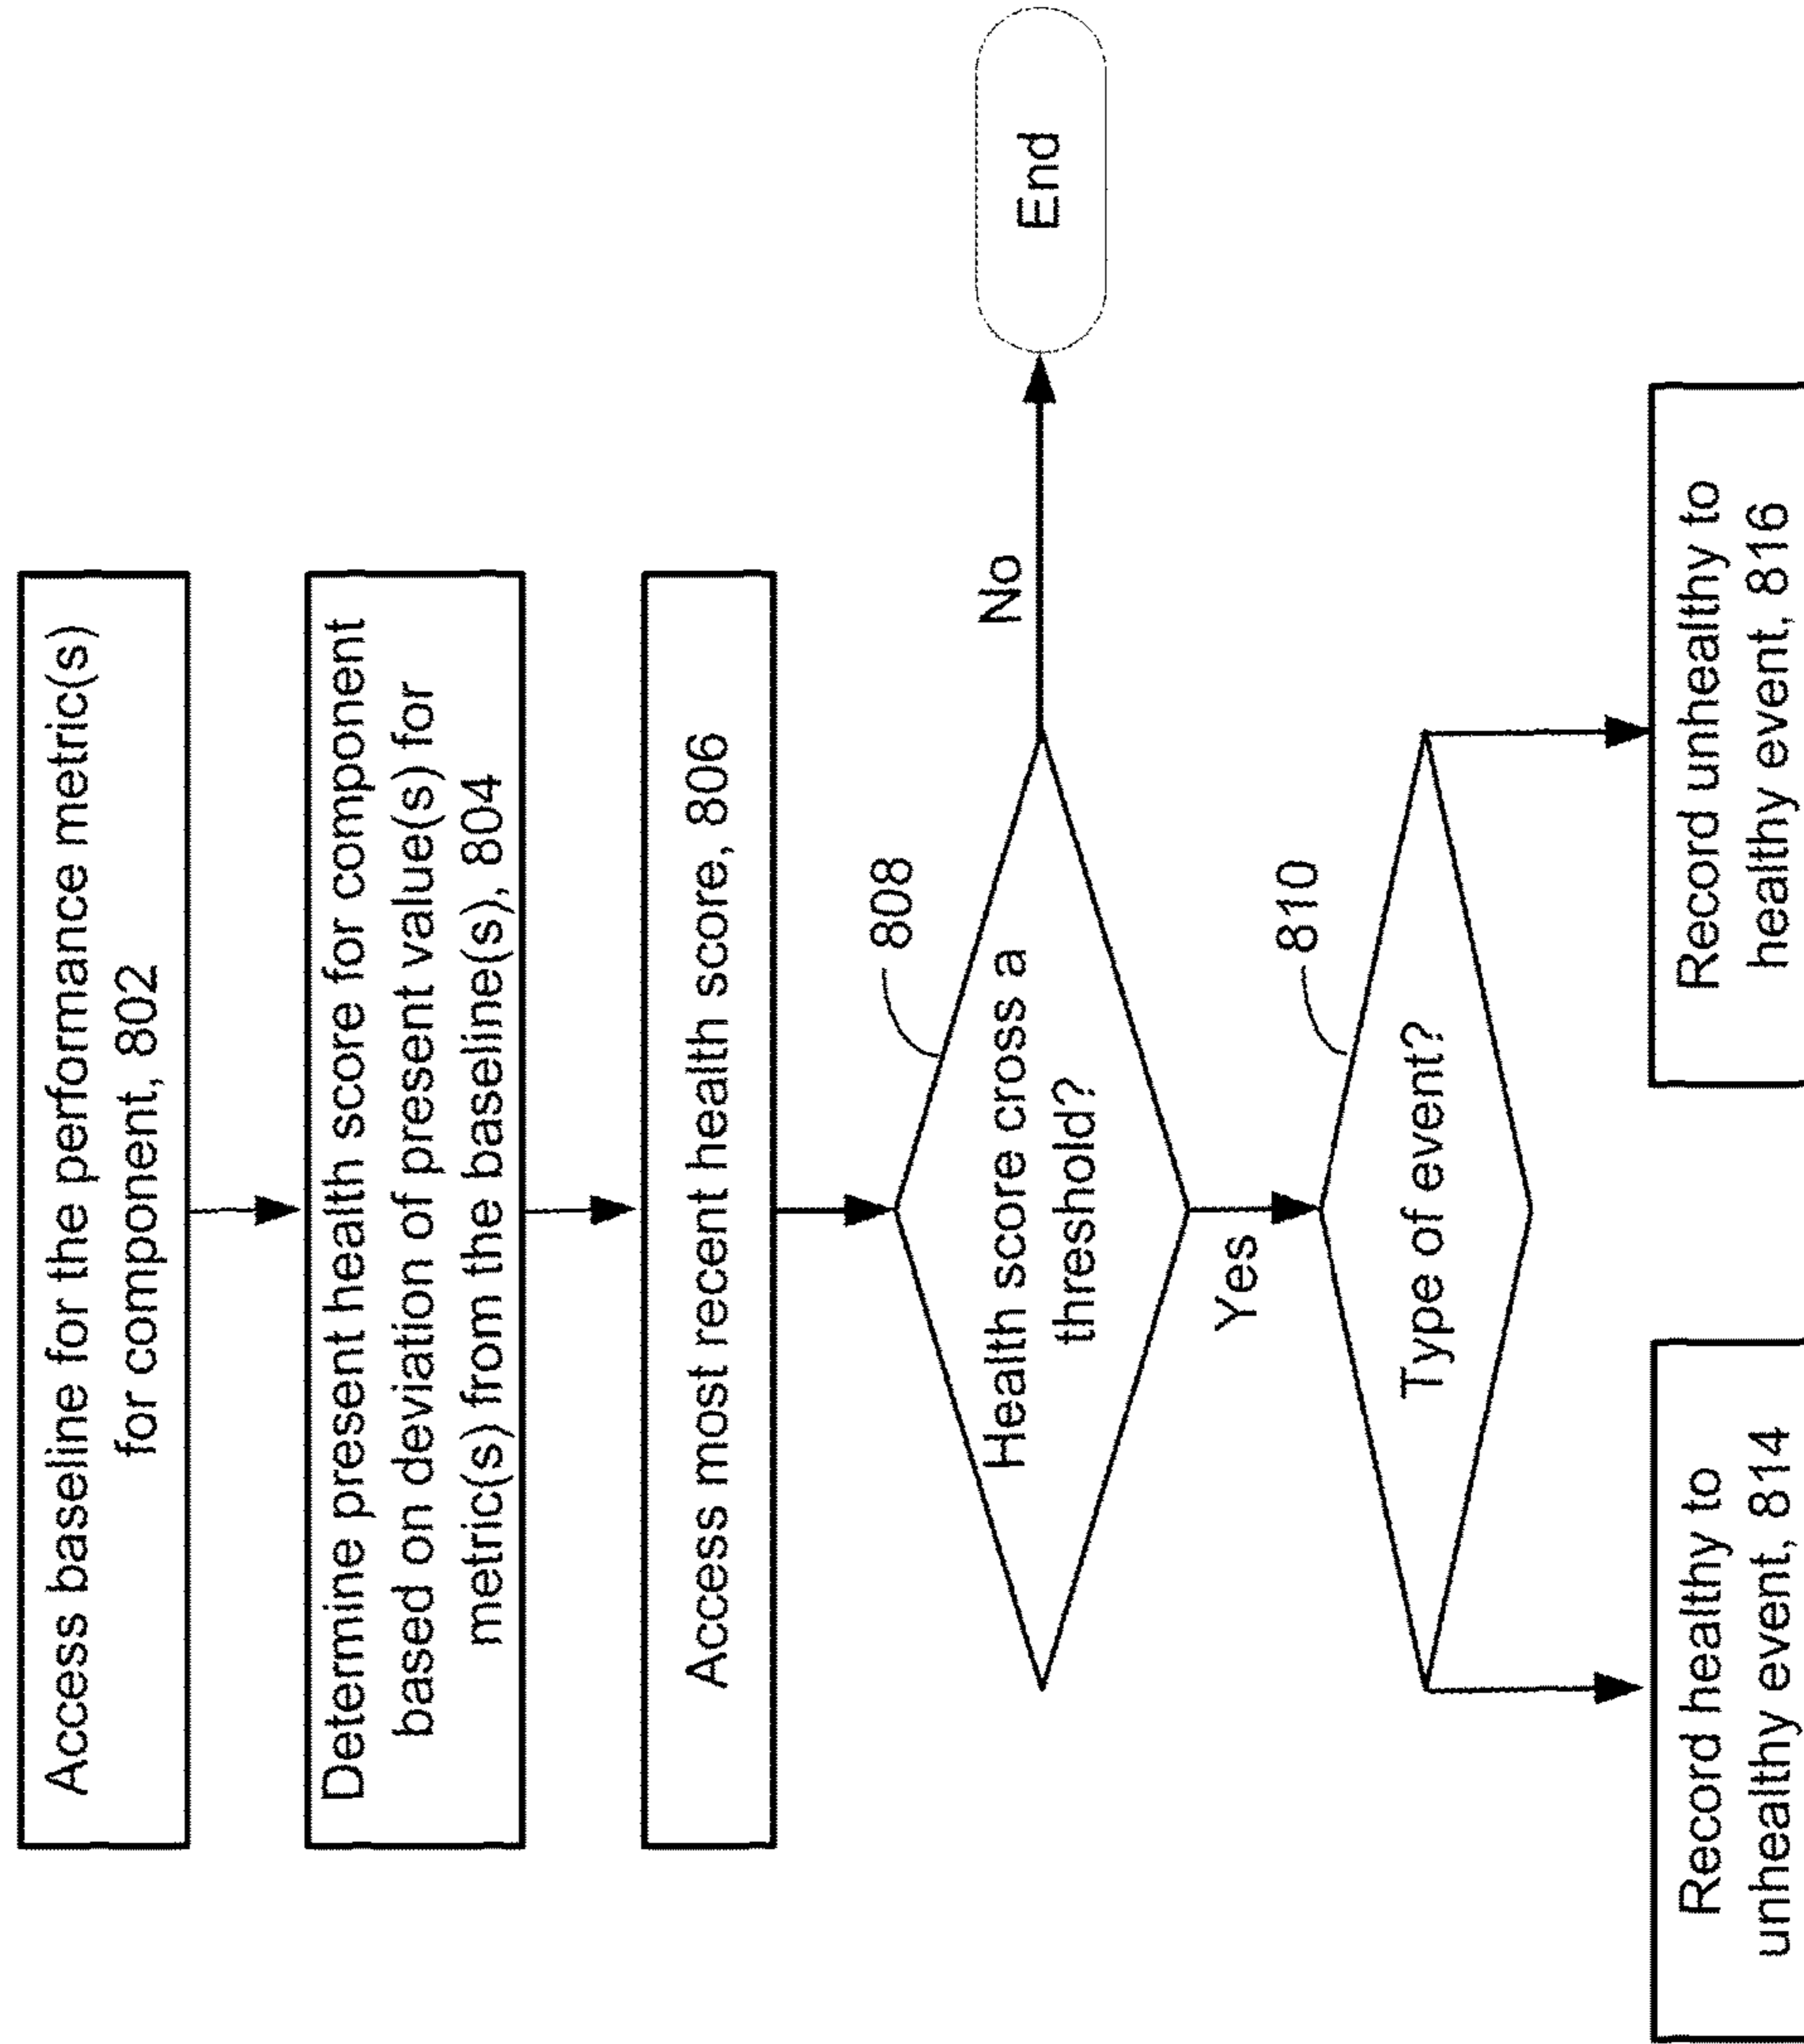 Access baseline for the performance metric(s)
for component, 802
Determine present health score for component
based on deviation of present value(s) for
metric(s) from the baseline(s), 804
Access most recent health score, 806
808
Health score cross a
threshold?
No
End
Yes
810
Type of event?
Record healthy to
unhealthy event, 814
Record unhealthy to
healthy event, 816